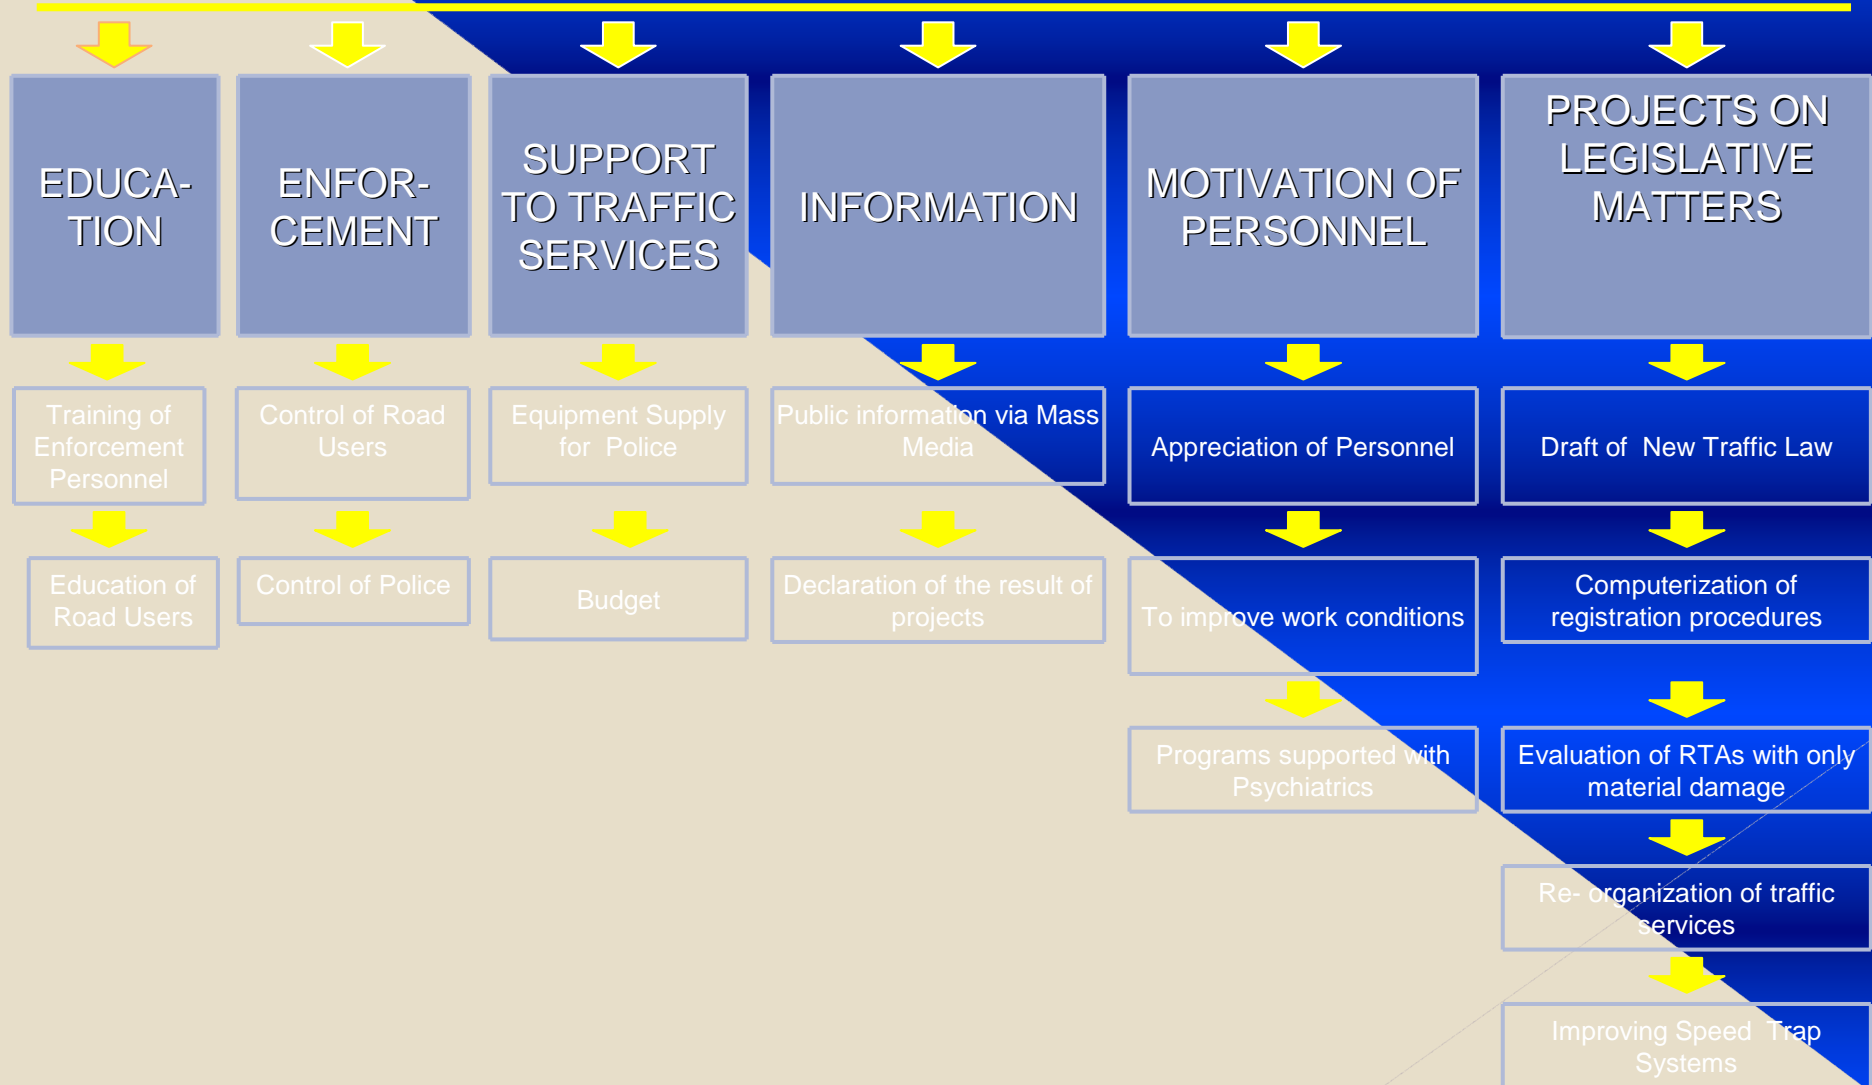 EDUCA-
TION
ENFOR-
CEMENT
SUPPORT
TO TRAFFIC
SERVICES
INFORMATION
MOTIVATION OF
PERSONNEL
PROJECTS ON
LEGISLATIVE
MATTERS
Training of
Enforcement
Personnel
Control of Road
Users
Equipment Supply
for Police
Public information via Mass
Media
Appreciation of Personnel
Draft of New Traffic Law
Education of
Road Users
Control of Police
Budget
Declaration of the result of
projects
To improve work conditions
Computerization of
registration procedures
Programs supported with
Psychiatrics
Evaluation of RTAs with only
material damage
Re- organization of traffic
services
Improving Speed Trap
Systems